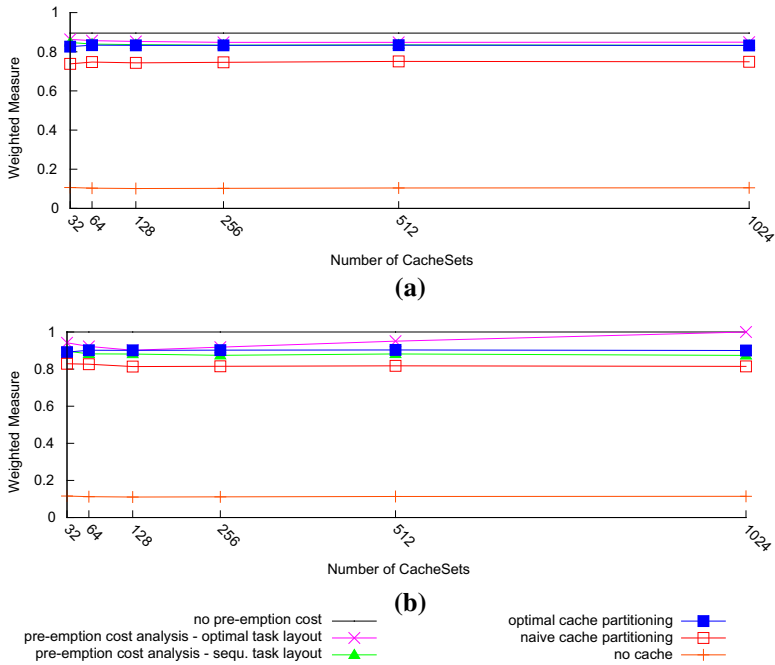 1
0.8
0.6
0.4
0.2
0
Weighted Measure
32
64
128
256
512
1024
Number of CacheSets
(a)
1
0.8
0.6
0.4
0.2
0
Weighted Measure
32
64
128
256
512
1024
Number of CacheSets
(b)
no pre-emption cost
pre-emption cost analysis - optimal task layout
pre-emption cost analysis - sequ. task layout
optimal cache partitioning
naive cache partitioning
no cache